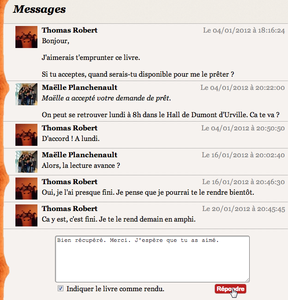 Messages
Thomas Robert Le 04/01/2012 à 18:16:24
Bonjour,
J'aimerais t'emprunter ce livre.
Si tu acceptes, quand serais-tu disponible pour me le prêter ?
Maëlle Planchenault Le 04/01/2012 à 20:22:00
Maëlle a accepté votre demande de prêt.
On peut se retrouver lundi à 8h dans le Hall de Dumont d'Urville. Ca te va ?
Thomas Robert Le 04/01/2012 à 20:50:50
D'accord ! A lundi.
Maëlle Planchenault Le 16/01/2012 à 20:02:40
Alors, la lecture avance ?
Thomas Robert Le 16/01/2012 à 20:46:30
Oui, je l'ai presque fini. Je pense que je pourrai te le rendre bientôt.
Thomas Robert Le 20/01/2012 à 20:45:45
Ca y est, c'est fini. Je te le rend demain en amphi.
Bien récupéré. Merci. J'espère que tu as aimé.
Indiquer le livre comme rendu.
Répondre